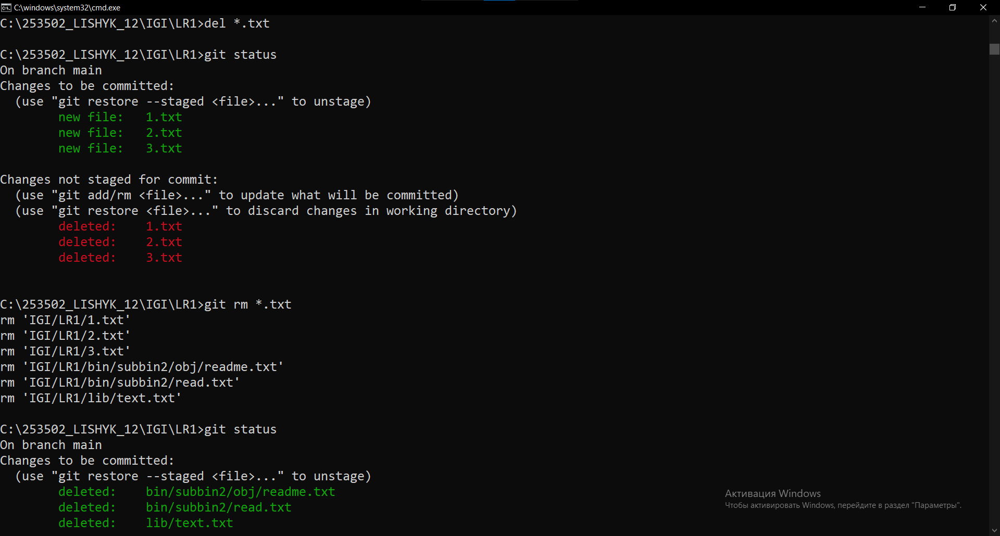 C:\windows\system32\cmd.exe
C:\253502_LISHYK_12\IGI\LR1>del *.txt
C:\253502_LISHYK_12\IGI\LR1>git status
On branch main
Changes to be committed:
  (use "git restore --staged <file>..." to unstage)
        new file:   1.txt
        new file:   2.txt
        new file:   3.txt
Changes not staged for commit:
  (use "git add/rm <file>..." to update what will be committed)
  (use "git restore <file>..." to discard changes in working directory)
        deleted:    1.txt
        deleted:    2.txt
        deleted:    3.txt
C:\253502_LISHYK_12\IGI\LR1>git rm *.txt
rm 'IGI/LR1/1.txt'
rm 'IGI/LR1/2.txt'
rm 'IGI/LR1/3.txt'
rm 'IGI/LR1/bin/subbin2/obj/readme.txt'
rm 'IGI/LR1/bin/subbin2/read.txt'
rm 'IGI/LR1/lib/text.txt'
C:\253502_LISHYK_12\IGI\LR1>git status
On branch main
Changes to be committed:
  (use "git restore --staged <file>..." to unstage)
        deleted:    bin/subbin2/obj/readme.txt
        deleted:    bin/subbin2/read.txt
        deleted:    lib/text.txt
Активация Windows
Чтобы активировать Windows, перейдите в раздел "Параметры".